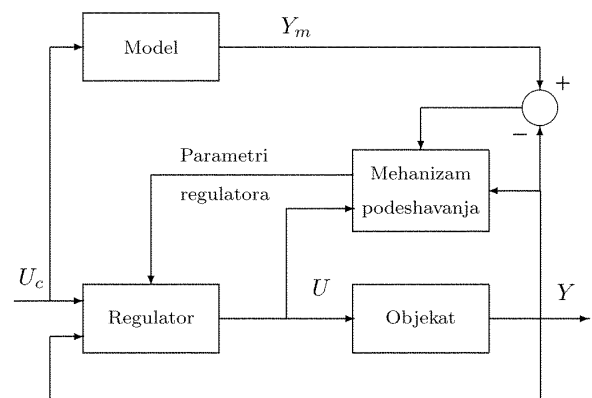 Y_m
Model
+
−
Parametri
regulatora
Mehanizam
podeshavanja
U_c
Regulator
U
Objekat
Y